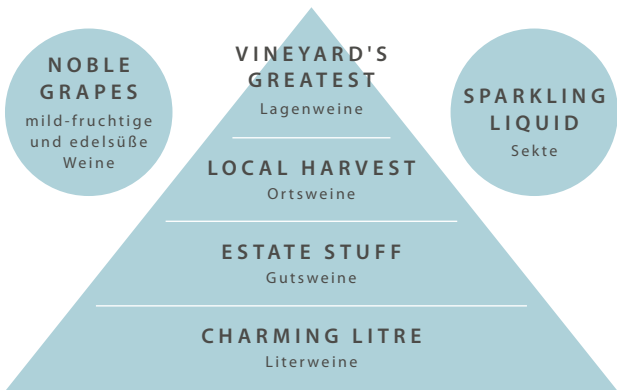 NOBLE
GRAPES
mild-fruchtige
und edelsüße
Weine
VINEYARD'S
GREATEST
Lagenweine
SPARKLING
LIQUID
Sekte
LOCAL HARVEST
Ortsweine
ESTATE STUFF
Gutsweine
CHARMING LITRE
Literweine